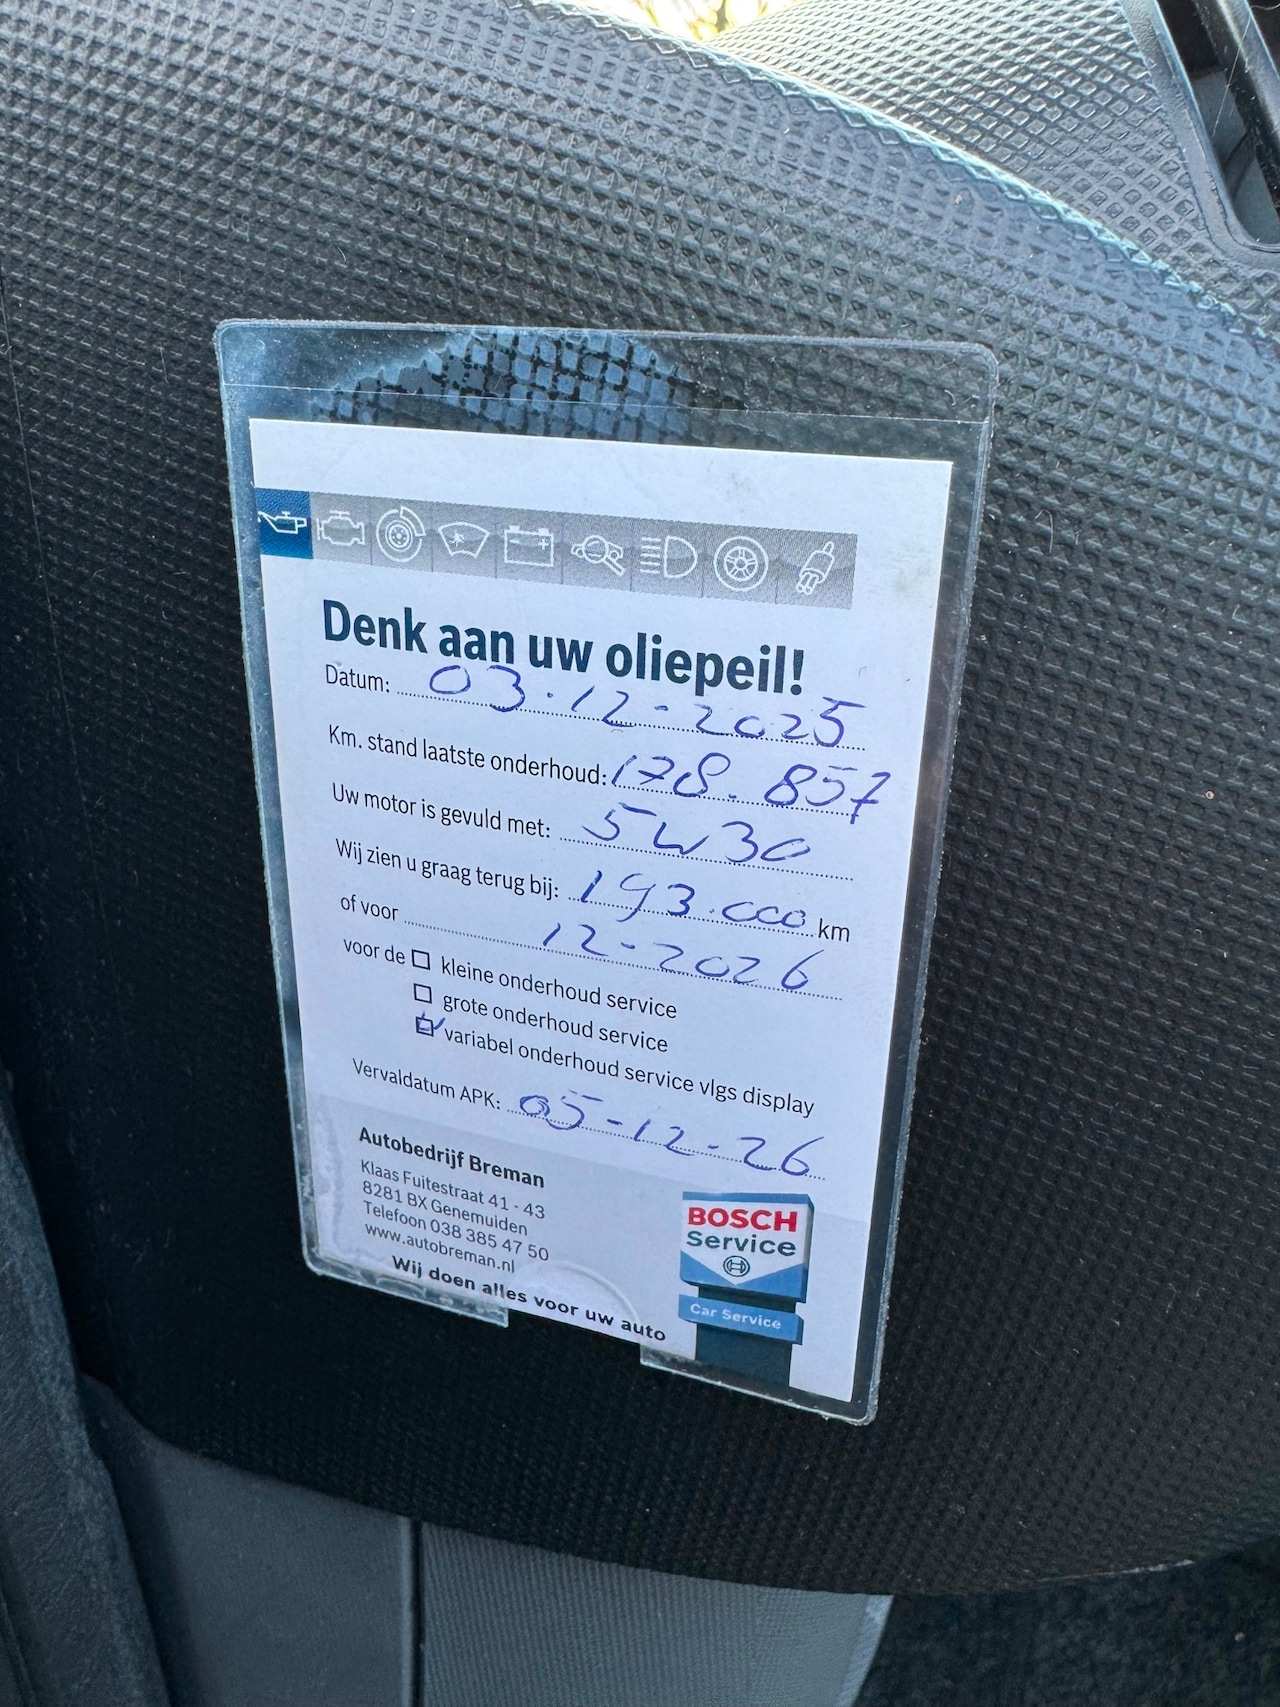 Denk aan uw oliepeil!
Datum: 03-12-2025
Km. stand laatste onderhoud: 178.857
Uw motor is gevuld met: 5W30
Wij zien u graag terug bij: 193.000 km
of voor 12-2026
voor de kleine onderhoud service
grote onderhoud service
variabel onderhoud service vlgs display
Vervaldatum APK: 05-12-26
Autobedrijf Breman
Klaas Fuitestraat 41 - 43
8281 BX Genemuiden
Telefoon 038 385 47 50
www.autobreman.nl
Wij doen alles voor uw auto
BOSCH
Service
Car Service